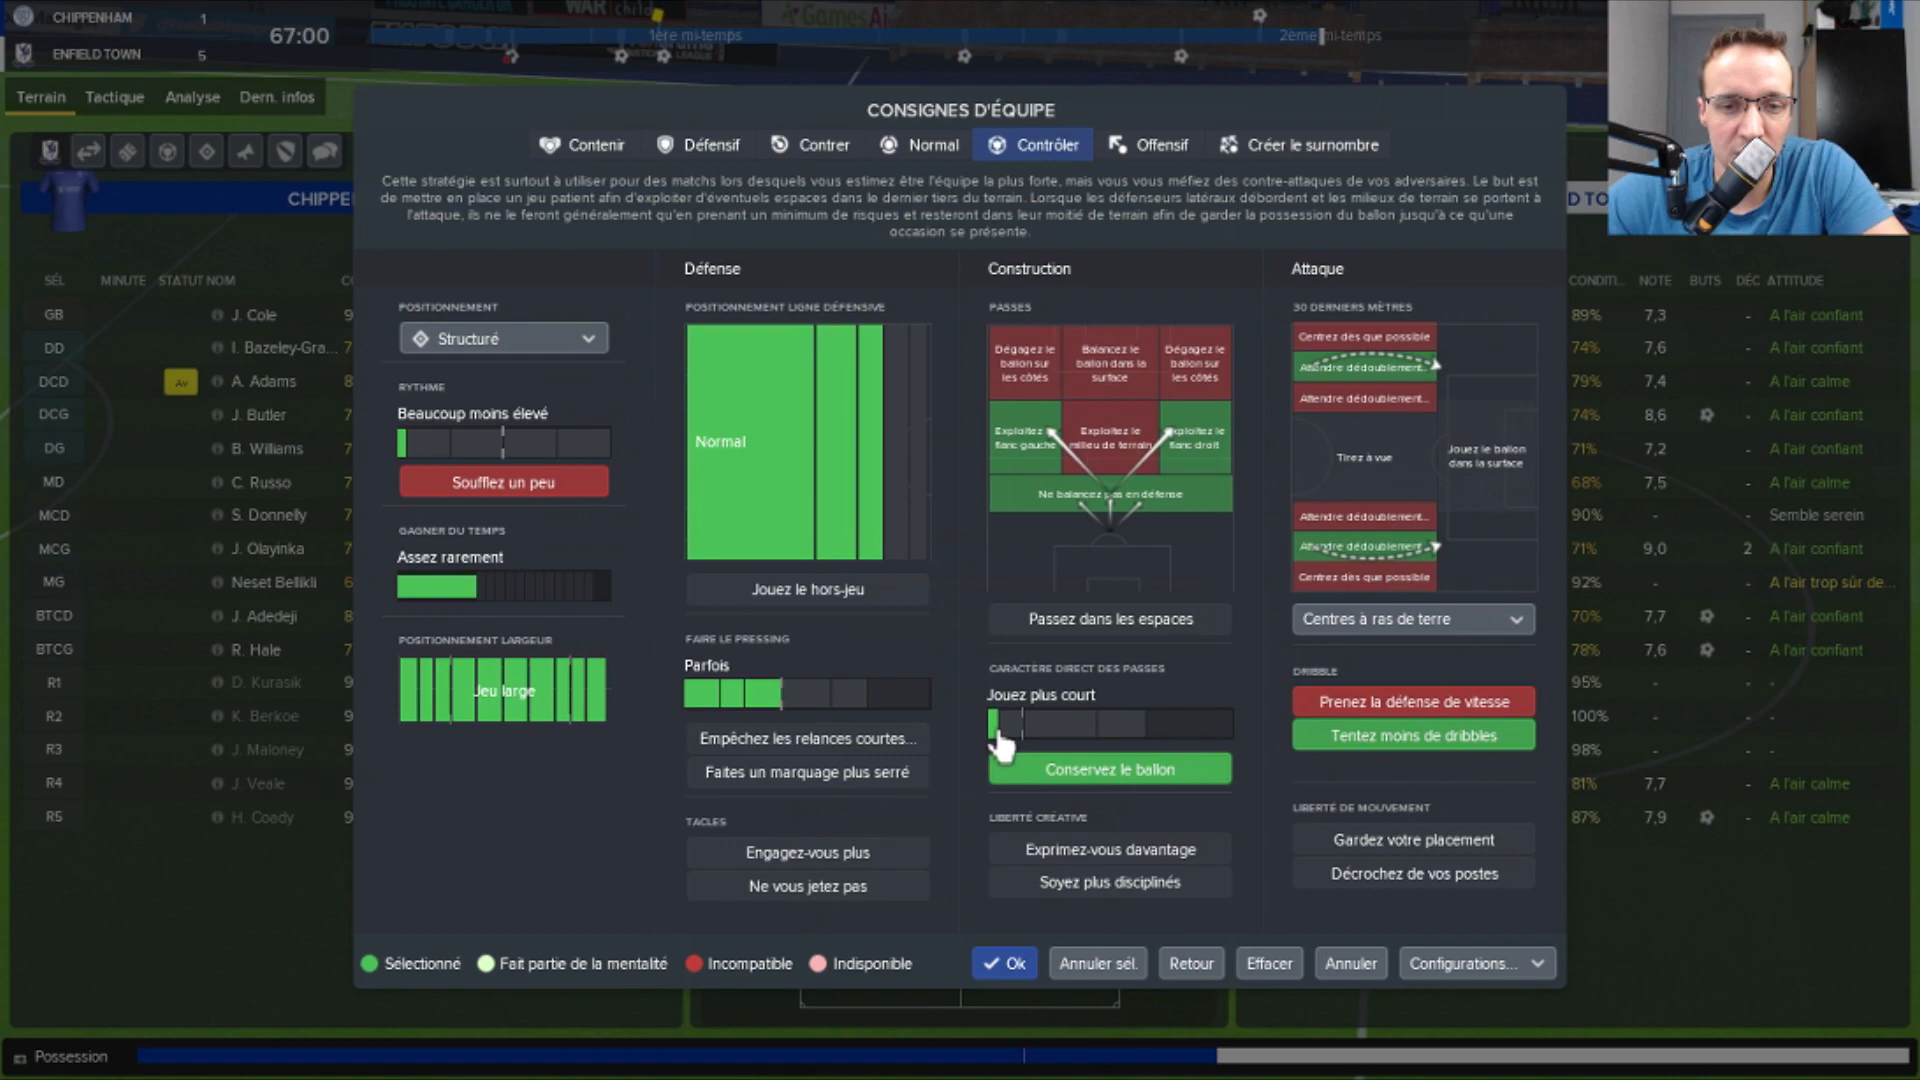 CHIPPENHAM 1
ENFIELD TOWN 5
67:00
1ère mi-temps
2ème mi-temps
Terrain Tactique Analyse Dern. infos
CONSIGNES D'ÉQUIPE
Contenir Défensif Contrer Normal Contrôler Offensif Créer le surnombre
Cette stratégie est surtout à utiliser pour des matchs lors desquels vous estimez être l'équipe la plus forte, mais vous vous méfiez des contre-attaques de vos adversaires. Le but est
de mettre en place un jeu patient afin d'exploiter d'éventuels espaces dans le dernier tiers du terrain. Lorsque les défenseurs latéraux débordent et les milieux de terrain se portent à
l'attaque, ils ne le feront généralement qu'en prenant un minimum de risques et resteront dans leur moitié de terrain afin de garder la possession du ballon jusqu'à ce qu'une
occasion se présente.
CHIPPE
D TO
SÉL MINUTE STATUT NOM
GB J. Cole
DD I. Bazeley-Gra...
DCD Av A. Adams
DCG J. Butler
DG B. Williams
MD C. Russo
MCD S. Donnelly
MCG J. Olayinka
MG Neset Bellikli
BTCD J. Adedeji
BTCG R. Hale
R1 D. Kurasik
R2 K. Berkoe
R3 J. Maloney
R4 J. Veale
R5 H. Coady
POSITIONNEMENT
Structuré
RYTHME
Beaucoup moins élevé
Soufflez un peu
GAGNER DU TEMPS
Assez rarement
POSITIONNEMENT LARGEUR
Jeu large
Défense
POSITIONNEMENT LIGNE DÉFENSIVE
Normal
Jouez le hors-jeu
FAIRE LE PRESSING
Parfois
Empêchez les relances courtes...
Faites un marquage plus serré
TACLES
Engagez-vous plus
Ne vous jetez pas
Construction
PASSES
Dégagez le
ballon sur
les côtés
Balancez le
ballon dans la
surface
Dégagez le
ballon sur
les côtés
Exploitez
flanc gauche
Exploitez le
milieu de terrain
xploitez le
flanc droit
Ne balancez pas en défense
Passez dans les espaces
CARACTÈRE DIRECT DES PASSES
Jouez plus court
Conservez le ballon
LIBERTÉ CRÉATIVE
Exprimez-vous davantage
Soyez plus disciplinés
Attaque
30 DERNIERS MÈTRES
Centrez dès que possible
Attendre dédoublement...
Attendre dédoublement...
Tirez à vue
Jouez le ballon
dans la surface
Attendre dédoublement...
Attendre dédoublement...
Centrez dès que possible
Centres à ras de terre
DRIBBLE
Prenez la défense de vitesse
Tentez moins de dribbles
LIBERTÉ DE MOUVEMENT
Gardez votre placement
Décrochez de vos postes
CONDITI... NOTE BUTS DÉC ATTITUDE
89% 7,3 - A l'air confiant
74% 7,6 - A l'air confiant
79% 7,4 - A l'air calme
74% 8,6 - A l'air confiant
71% 7,2 - A l'air confiant
68% 7,5 - A l'air calme
90% - - Semble serein
71% 9,0 2 A l'air confiant
92% - - A l'air trop sûr de...
70% 7,7 - A l'air confiant
78% 7,6 - A l'air confiant
95% - -
100% - -
98% - -
81% 7,7 - A l'air calme
87% 7,9 - A l'air calme
Sélectionné Fait partie de la mentalité Incompatible Indisponible
Ok Annuler sél. Retour Effacer Annuler Configurations...
Possession